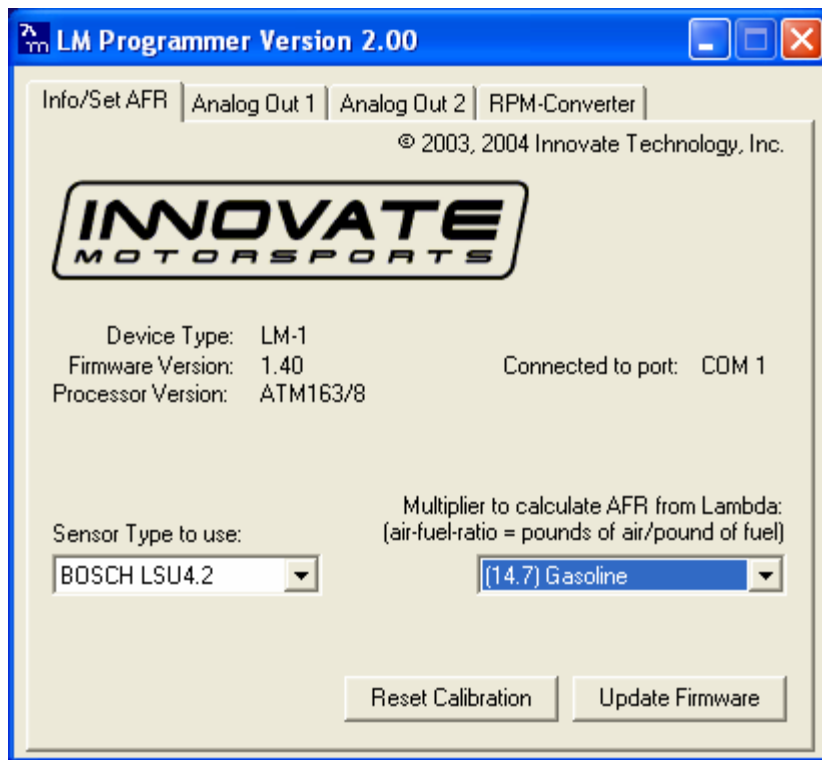 LM Programmer Version 2.00
Info/Set AFR Analog Out 1 Analog Out 2 RPM-Converter
© 2003, 2004 Innovate Technology, Inc.
INNOVATE
MOTORSPORTS
Device Type: LM-1
Firmware Version: 1.40 Connected to port: COM 1
Processor Version: ATM163/8
Multiplier to calculate AFR from Lambda:
Sensor Type to use: (air-fuel-ratio = pounds of air/pound of fuel)
BOSCH LSU4.2 (14.7) Gasoline
Reset Calibration Update Firmware